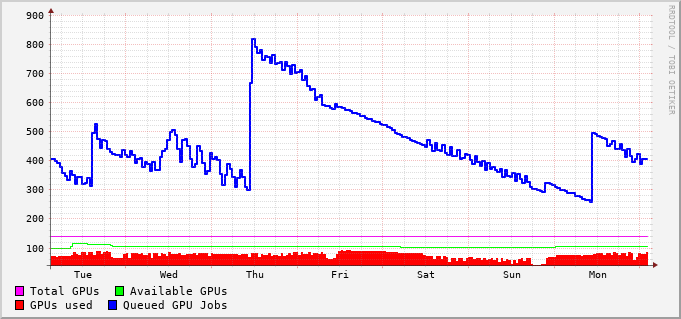 900
800
700
600
500
400
300
200
100
Tue Wed Thu Fri Sat Sun Mon
Total GPUs Available GPUs
GPUs used Queued GPU Jobs
RRDTOOL / TOBI OETIKER